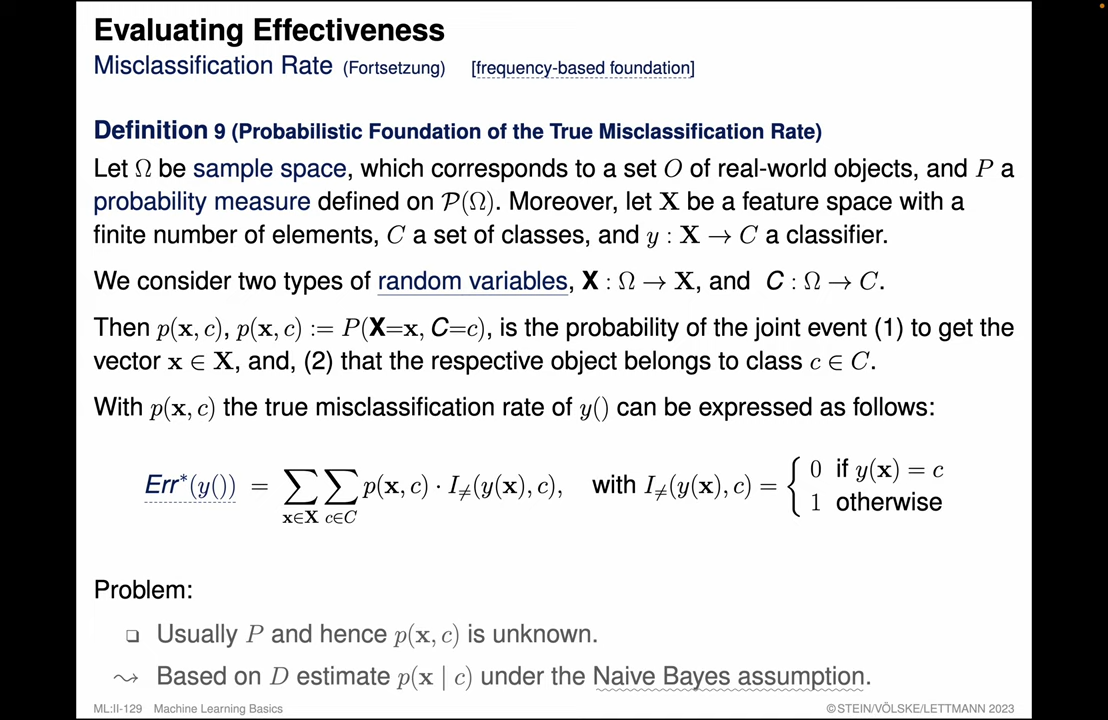 Evaluating Effectiveness
Misclassification Rate (Fortsetzung) [frequency-based foundation]
Definition 9 (Probabilistic Foundation of the True Misclassification Rate)
Let Ω be sample space, which corresponds to a set O of real-world objects, and P a
probability measure defined on 𝒫(Ω). Moreover, let X be a feature space with a
finite number of elements, C a set of classes, and y : X → C a classifier.
We consider two types of random variables, X : Ω → X, and C : Ω → C.
Then p(x, c), p(x, c) := P(X=x, C=c), is the probability of the joint event (1) to get the
vector x ∈ X, and, (2) that the respective object belongs to class c ∈ C.
With p(x, c) the true misclassification rate of y() can be expressed as follows:
Err*(y()) = ∑_{x∈X} ∑_{c∈C} p(x, c) · I_≠(y(x), c), with I_≠(y(x), c) = { 0 if y(x) = c
1 otherwise
Problem:
❑ Usually P and hence p(x, c) is unknown.
⇝ Based on D estimate p(x | c) under the Naive Bayes assumption.
ML:II-129 Machine Learning Basics ©STEIN/VÖLSKE/LETTMANN 2023